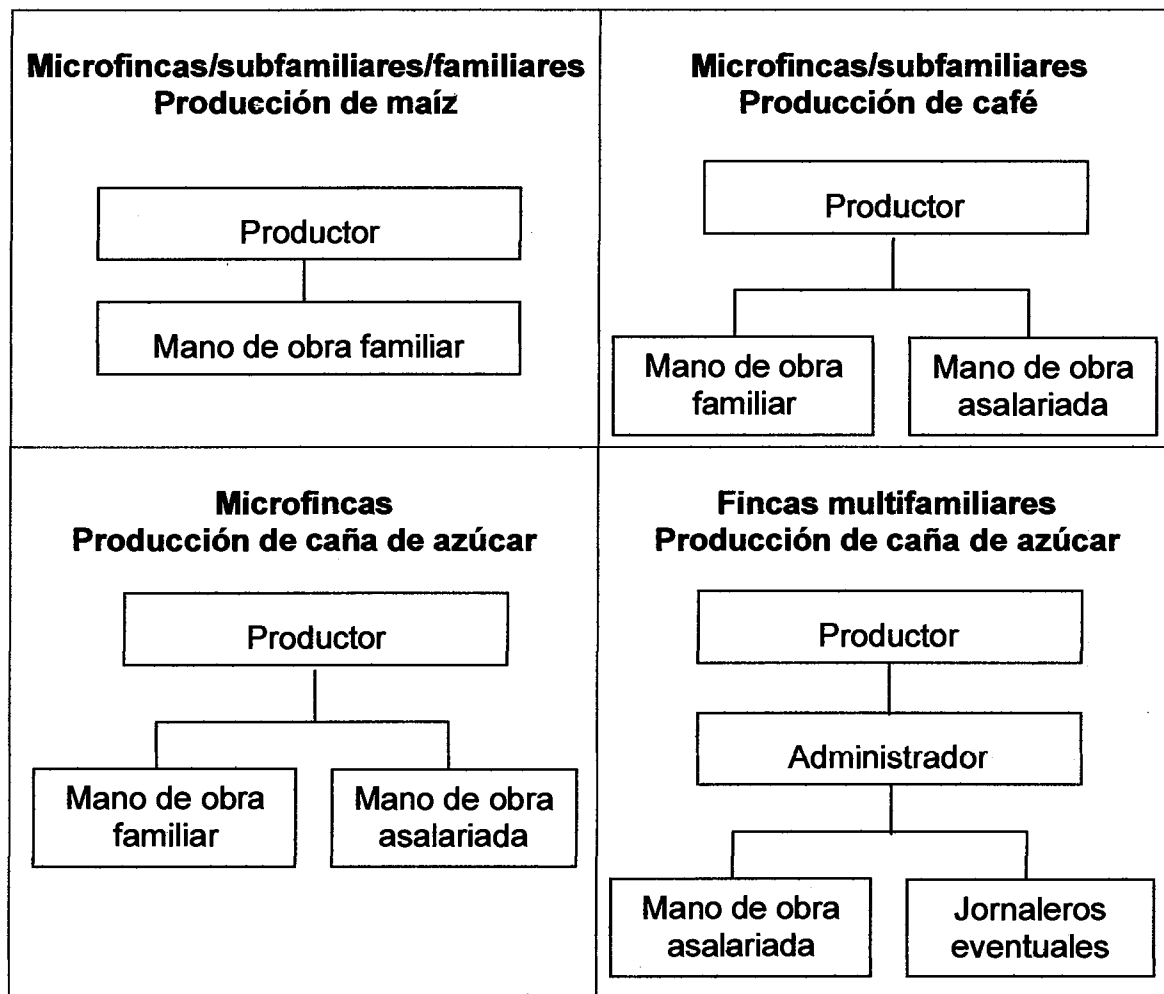 Microfincas/subfamiliares/familiares
Producción de maíz
Productor
Mano de obra familiar
Microfincas/subfamiliares
Producción de café
Productor
Mano de obra
familiar
Mano de obra
asalariada
Microfincas
Producción de caña de azúcar
Productor
Mano de obra
familiar
Mano de obra
asalariada
Fincas multifamiliares
Producción de caña de azúcar
Productor
Administrador
Mano de obra
asalariada
Jornaleros
eventuales